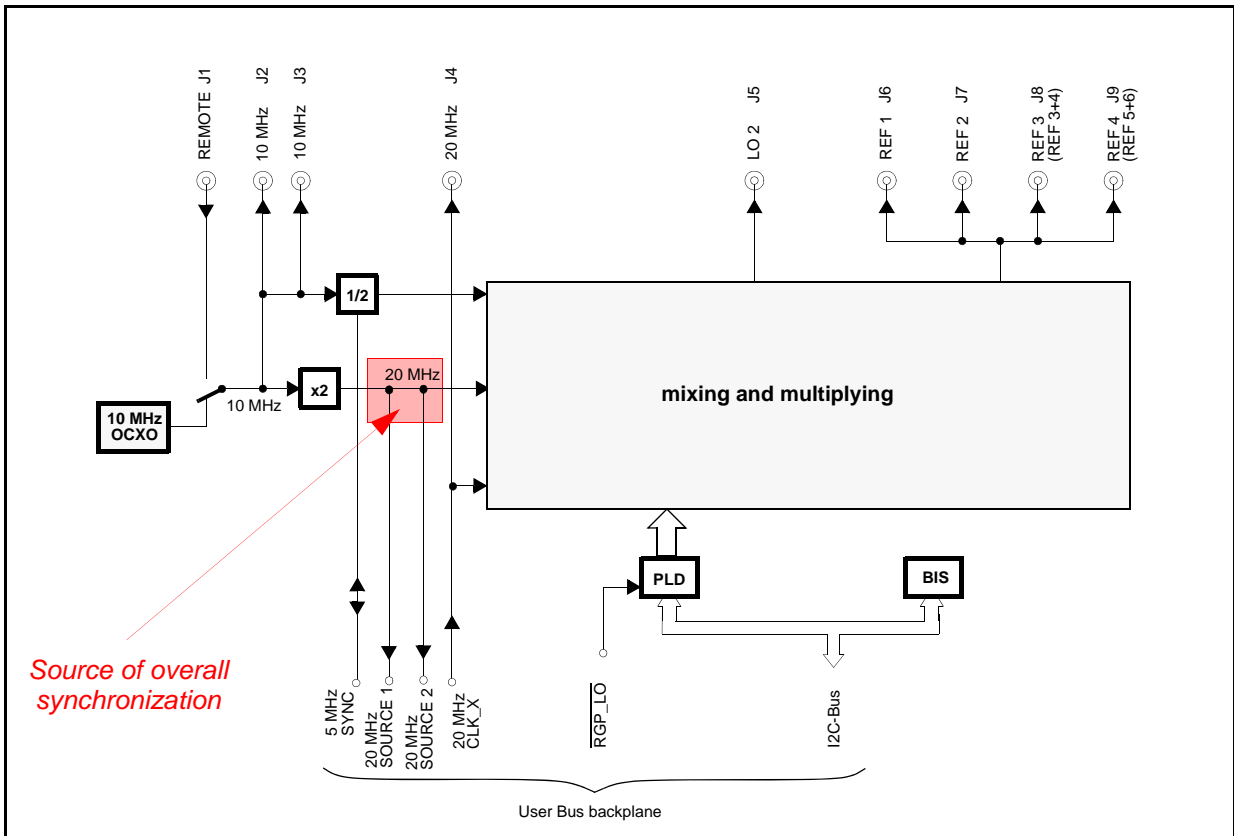 REMOTE J1
10 MHz J2
10 MHz J3
20 MHz J4
LO 2 J5
REF 1 J6
REF 2 J7
REF 3 J8
(REF 3+4)
REF 4 J9
(REF 5+6)
1/2
20 MHz
x2
10 MHz
10 MHz
OCXO
mixing and multiplying
PLD
BIS
Source of overall
synchronization
5 MHz
SYNC
20 MHz
SOURCE 1
20 MHz
SOURCE 2
20 MHz
CLK_X
RGP_LO
I2C-Bus
User Bus backplane